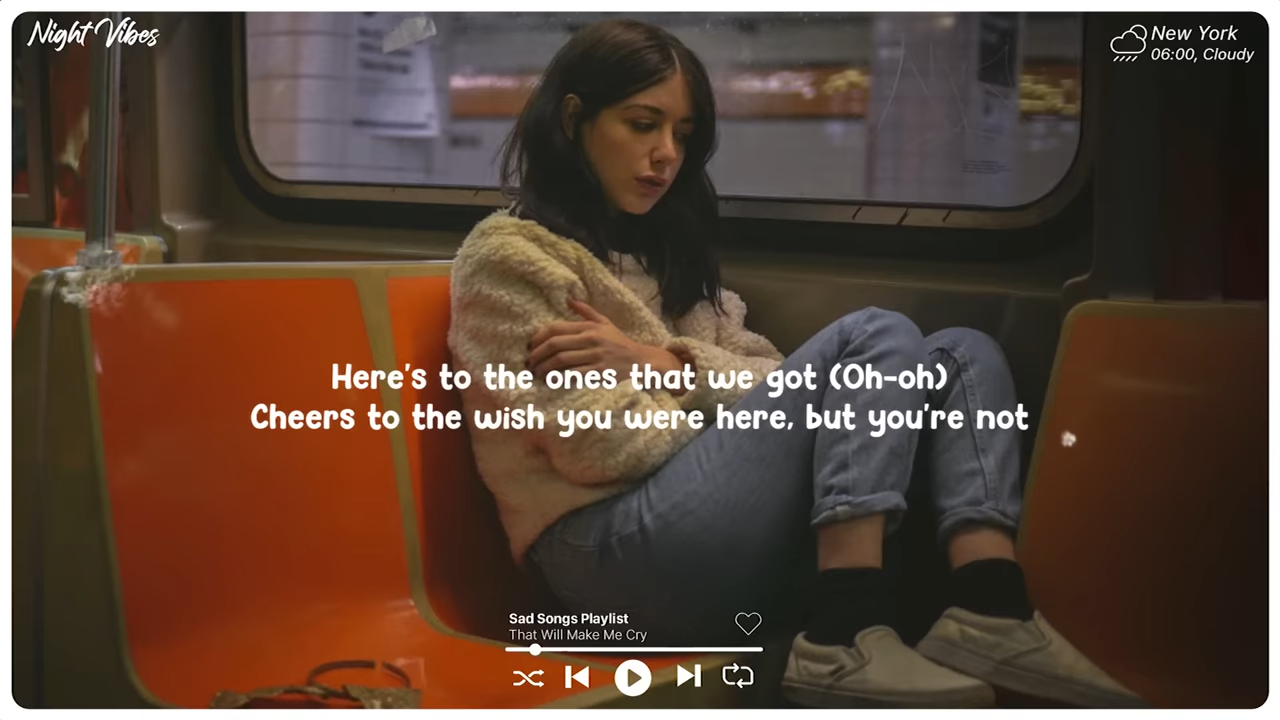 Night Vibes
New York
06:00, Cloudy
Here's to the ones that we got (Oh-oh)
Cheers to the wish you were here, but you're not
Sad Songs Playlist
That Will Make Me Cry